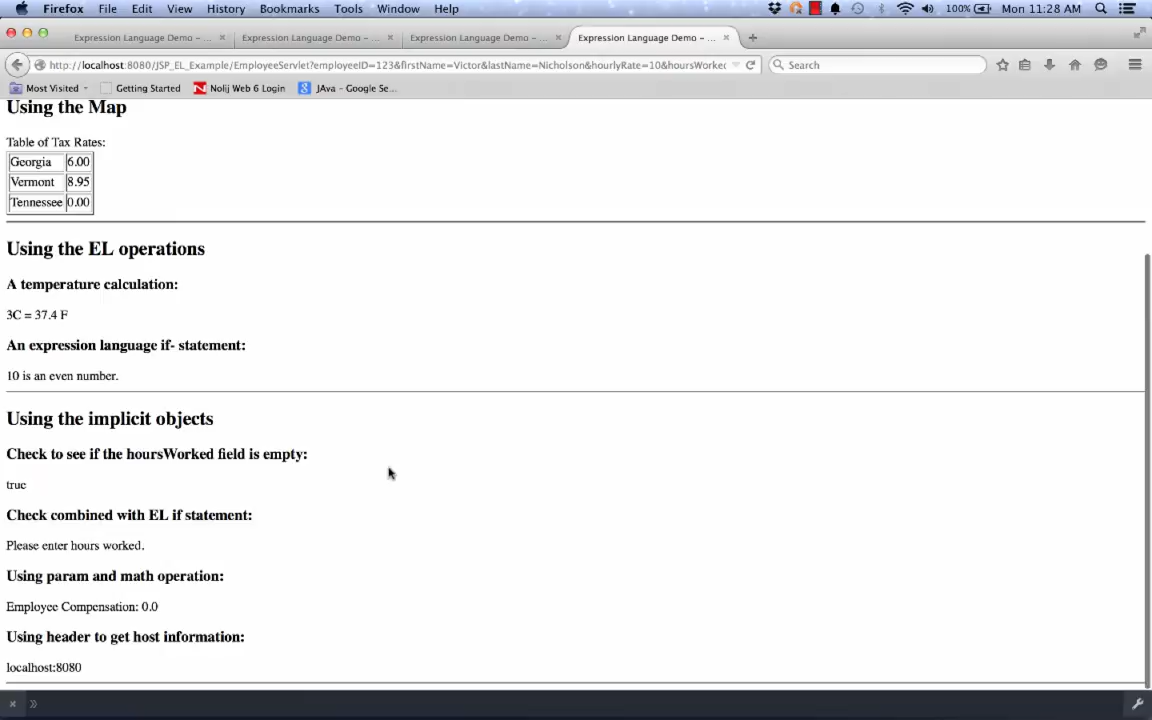 Firefox File Edit View History Bookmarks Tools Window Help 100% Mon 11:28 AM
Expression Language Demo – ... Expression Language Demo – ... Expression Language Demo – ... Expression Language Demo – ...
http://localhost:8080/JSP_EL_Example/EmployeeServlet?employeeID=123&firstName=Victor&lastName=Nicholson&hourlyRate=10&hoursWorked Search
Most Visited Getting Started Nolij Web 6 Login JAva - Google Se...
Using the Map
Table of Tax Rates:
Georgia 6.00
Vermont 8.95
Tennessee 0.00
Using the EL operations
A temperature calculation:
3C = 37.4 F
An expression language if- statement:
10 is an even number.
Using the implicit objects
Check to see if the hoursWorked field is empty:
true
Check combined with EL if statement:
Please enter hours worked.
Using param and math operation:
Employee Compensation: 0.0
Using header to get host information:
localhost:8080